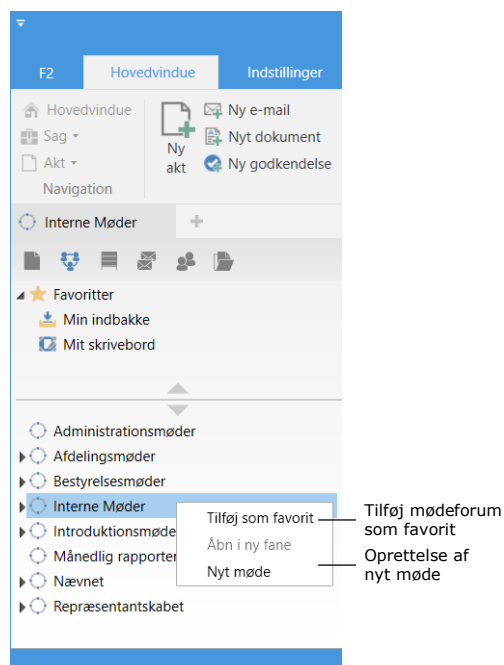 F2 Hovedvindue Indstillinger
Hovedvindue
Sag
Akt
Navigation
Ny
akt
Ny e-mail
Nyt dokument
Ny godkendelse
Interne Møder +
Favoritter
Min indbakke
Mit skrivebord
Administrationsmøder
Afdelingsmøder
Bestyrelsesmøder
Interne Møder
Introduktionsmøde
Månedlig rapporter
Nævnet
Repræsentantskabet
Tilføj som favorit
Åbn i ny fane
Nyt møde
Tilføj mødeforum
som favorit
Oprettelse af
nyt møde